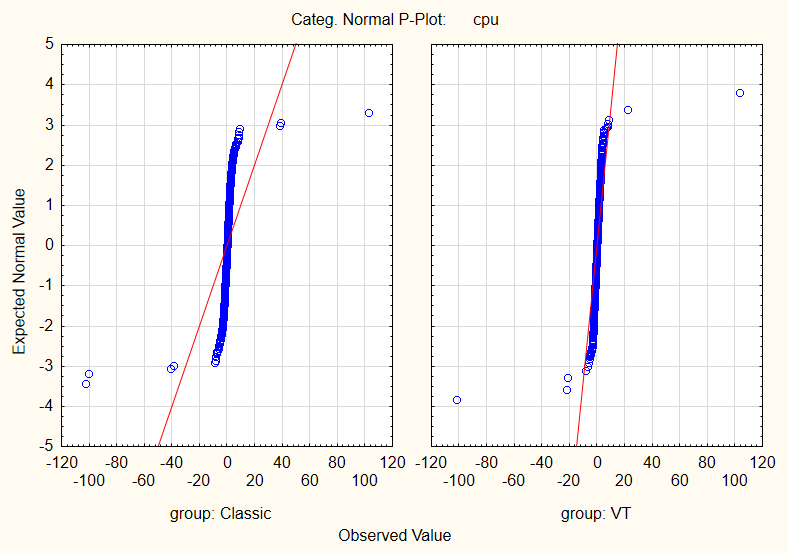 Categ. Normal P-Plot: cpu
5
4
3
2
1
0
-1
-2
-3
-4
-5
Expected Normal Value
-120 -80 -40 0 40 80 120 -120 -80 -40 0 40 80 120
-100 -60 -20 20 60 100 -100 -60 -20 20 60 100
group: Classic group: VT
Observed Value